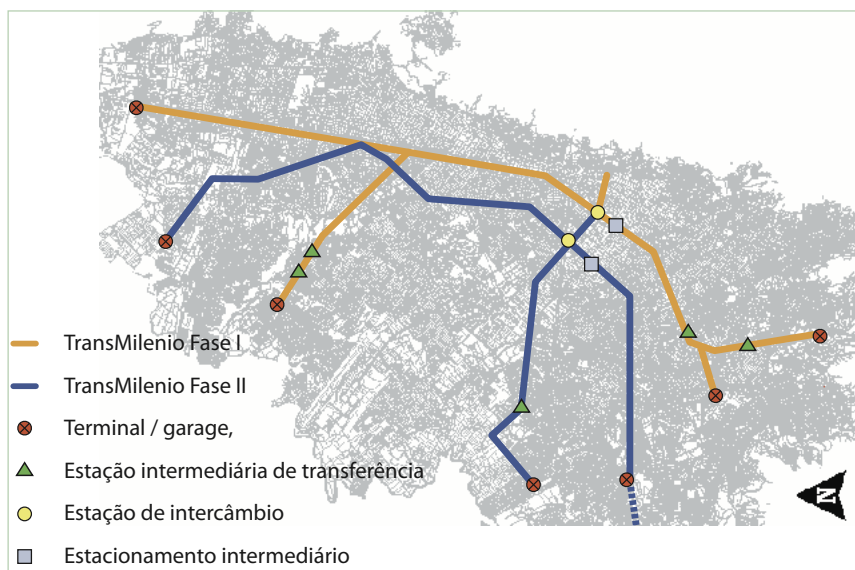 TransMilenio Fase I
TransMilenio Fase II
Terminal / garage,
Estação intermediária de transferência
Estação de intercâmbio
Estacionamento intermediário
N